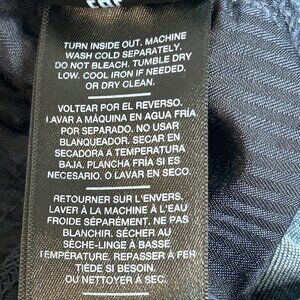 TURN INSIDE OUT. MACHINE
WASH COLD SEPARATELY.
DO NOT BLEACH. TUMBLE DRY
LOW. COOL IRON IF NEEDED.
OR DRY CLEAN.
VOLTEAR POR EL REVERSO.
LAVAR A MÁQUINA EN AGUA FRÍA
POR SEPARADO. NO USAR
BLANQUEADOR. SECAR EN
SECADORA A TEMPERATURA
BAJA. PLANCHA FRÍA SI ES
NECESARIO. O LAVAR EN SECO.
RETOURNER SUR L'ENVERS.
LAVER À LA MACHINE À L'EAU
FROIDE SÉPARÉMENT. NE PAS
BLANCHIR. SÉCHER AU
SÈCHE-LINGE À BASSE
TEMPÉRATURE. REPASSER À FER
TIÈDE SI BESOIN
OU NETTOYER À SEC.